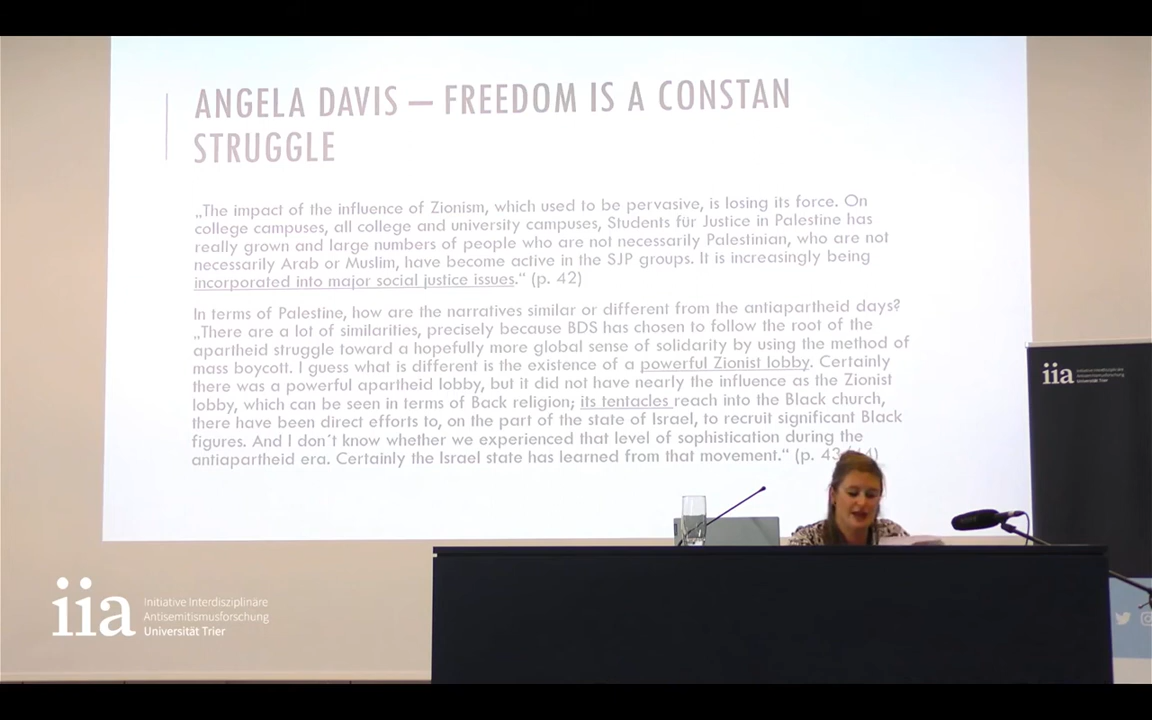 ANGELA DAVIS – FREEDOM IS A CONSTAN
STRUGGLE
„The impact of the influence of Zionism, which used to be pervasive, is losing its force. On
college campuses, all college and university campuses, Students für Justice in Palestine has
really grown and large numbers of people who are not necessarily Palestinian, who are not
necessarily Arab or Muslim, have become active in the SJP groups. It is increasingly being
incorporated into major social justice issues.“ (p. 42)
In terms of Palestine, how are the narratives similar or different from the antiapartheid days?
„There are a lot of similarities, precisely because BDS has chosen to follow the root of the
apartheid struggle toward a hopefully more global sense of solidarity by using the method of
mass boycott. I guess what is different is the existence of a powerful Zionist lobby. Certainly
there was a powerful apartheid lobby, but it did not have nearly the influence as the Zionist
lobby, which can be seen in terms of Back religion; its tentacles reach into the Black church,
there have been direct efforts to, on the part of the state of Israel, to recruit significant Black
figures. And I don´t know whether we experienced that level of sophistication during the
antiapartheid era. Certainly the Israel state has learned from that movement.“ (p. 43/44)
iia Initiative Interdisziplinäre
Antisemitismusforschung
Universität Trier
iia Initiative Interdisziplinäre
Antisemitismusforschung
Universität Trier